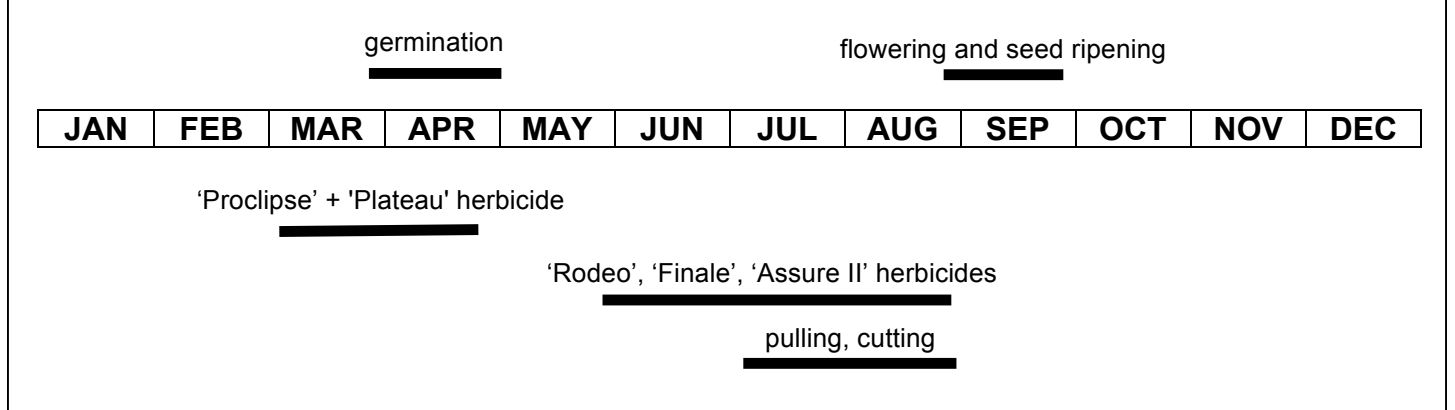 germination
flowering and seed ripening
JAN FEB MAR APR MAY JUN JUL AUG SEP OCT NOV DEC
‘Proclipse’ + 'Plateau' herbicide
‘Rodeo’, ‘Finale’, ‘Assure II’ herbicides
pulling, cutting